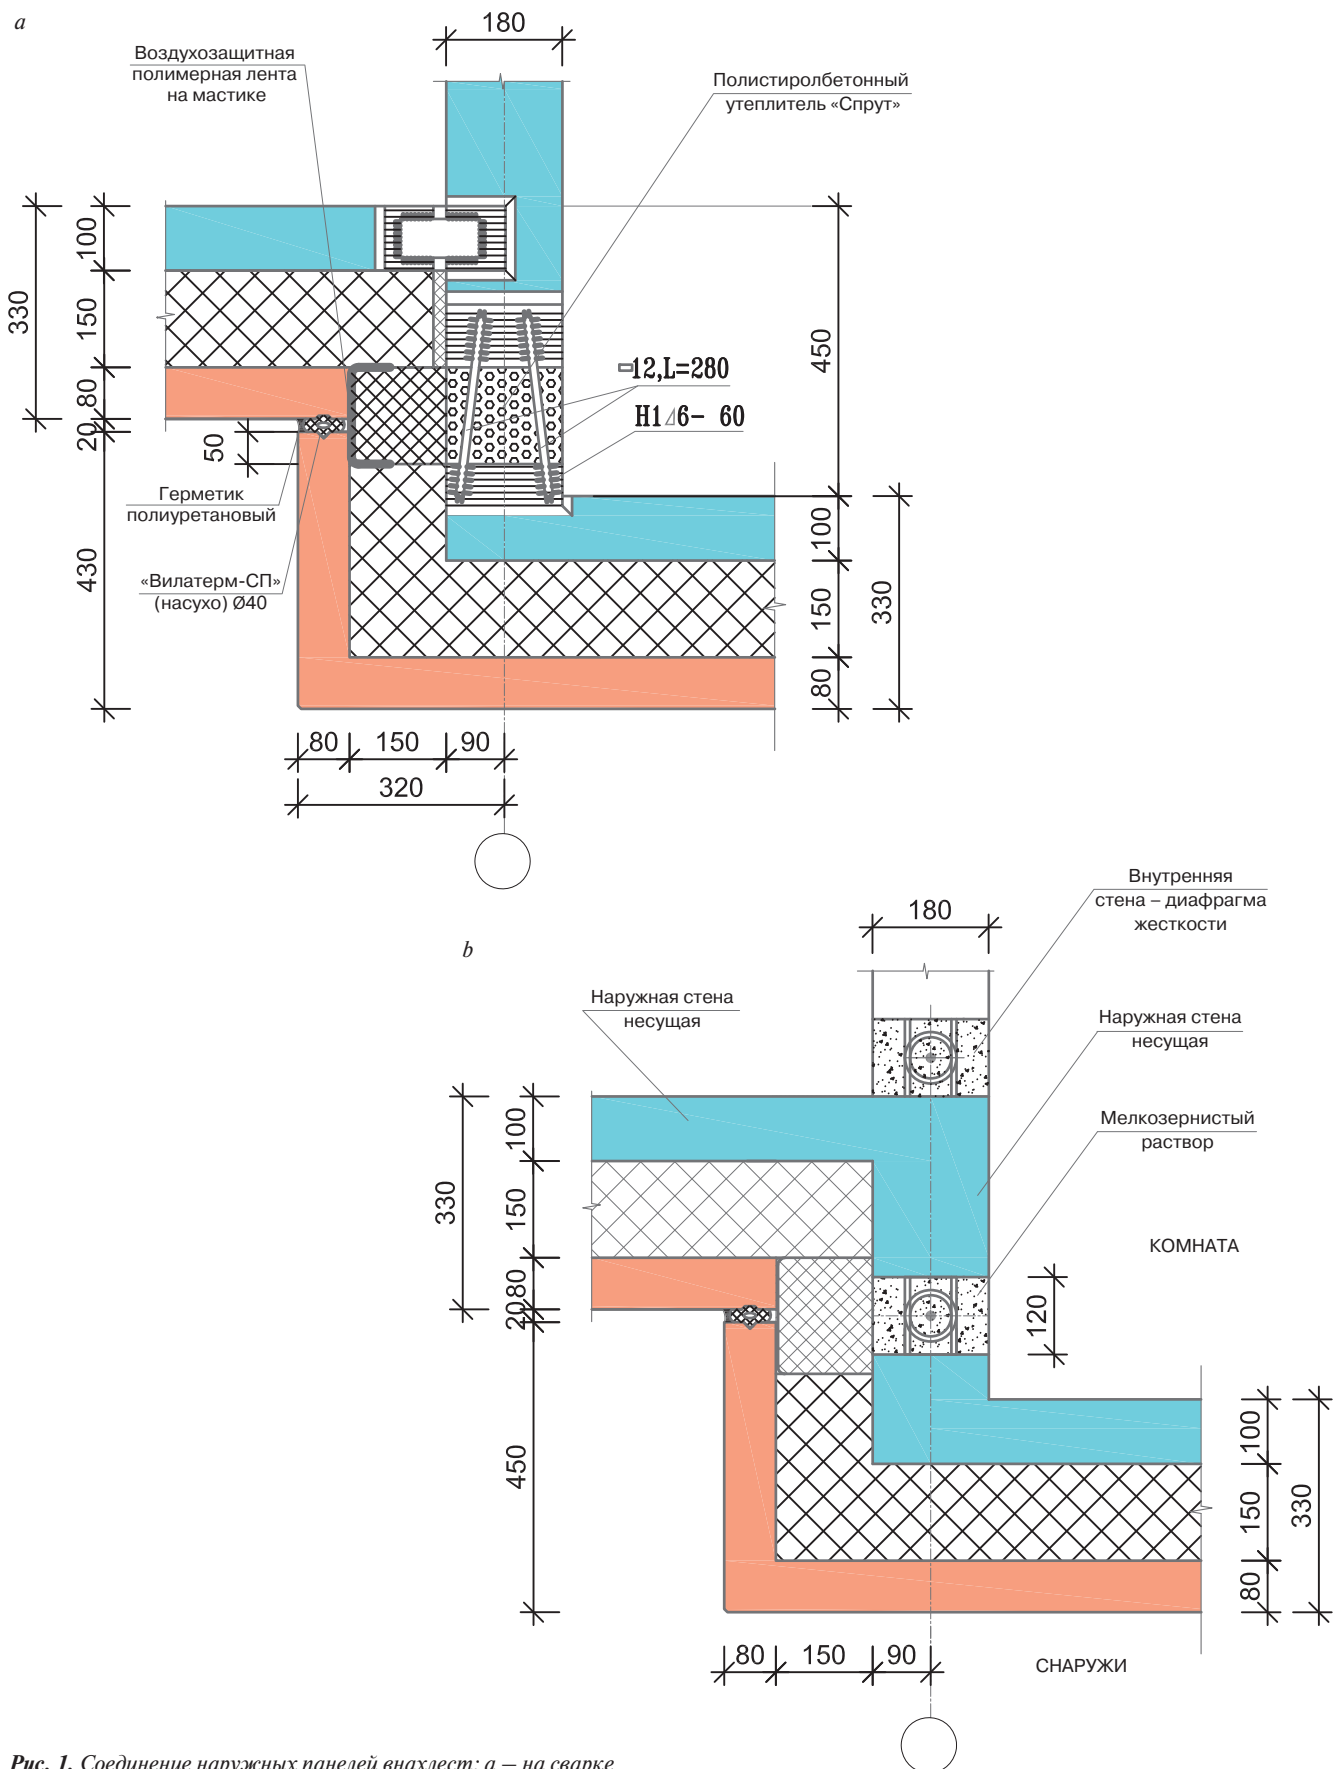 a
180
Воздухозащитная
полимерная лента
на мастике
Полистиролбетонный
утеплитель «Спрут»
330
100
150
80
20
50
430
450
12,L=280
Н1 6– 60
Герметик
полиуретановый
«Вилатерм-СП»
(насухо) Ø40
100
150
80
330
80 150 90
320
b
180
Внутренняя
стена – диафрагма
жесткости
Наружная стена
несущая
Наружная стена
несущая
Мелкозернистый
раствор
КОМНАТА
330
100
150
80
20
450
120
100
150
80
330
80 150 90
СНАРУЖИ
Рис. 1. Соединение наружных панелей внахлест: а – на сварке